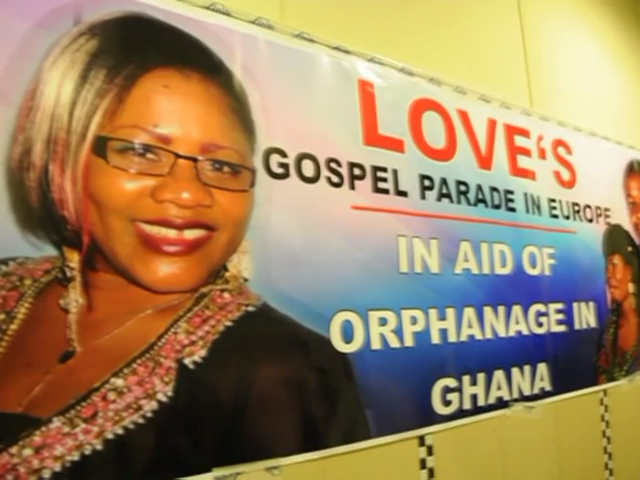 LOVE'S
GOSPEL PARADE IN EUROPE
IN AID OF
ORPHANAGE IN
GHANA